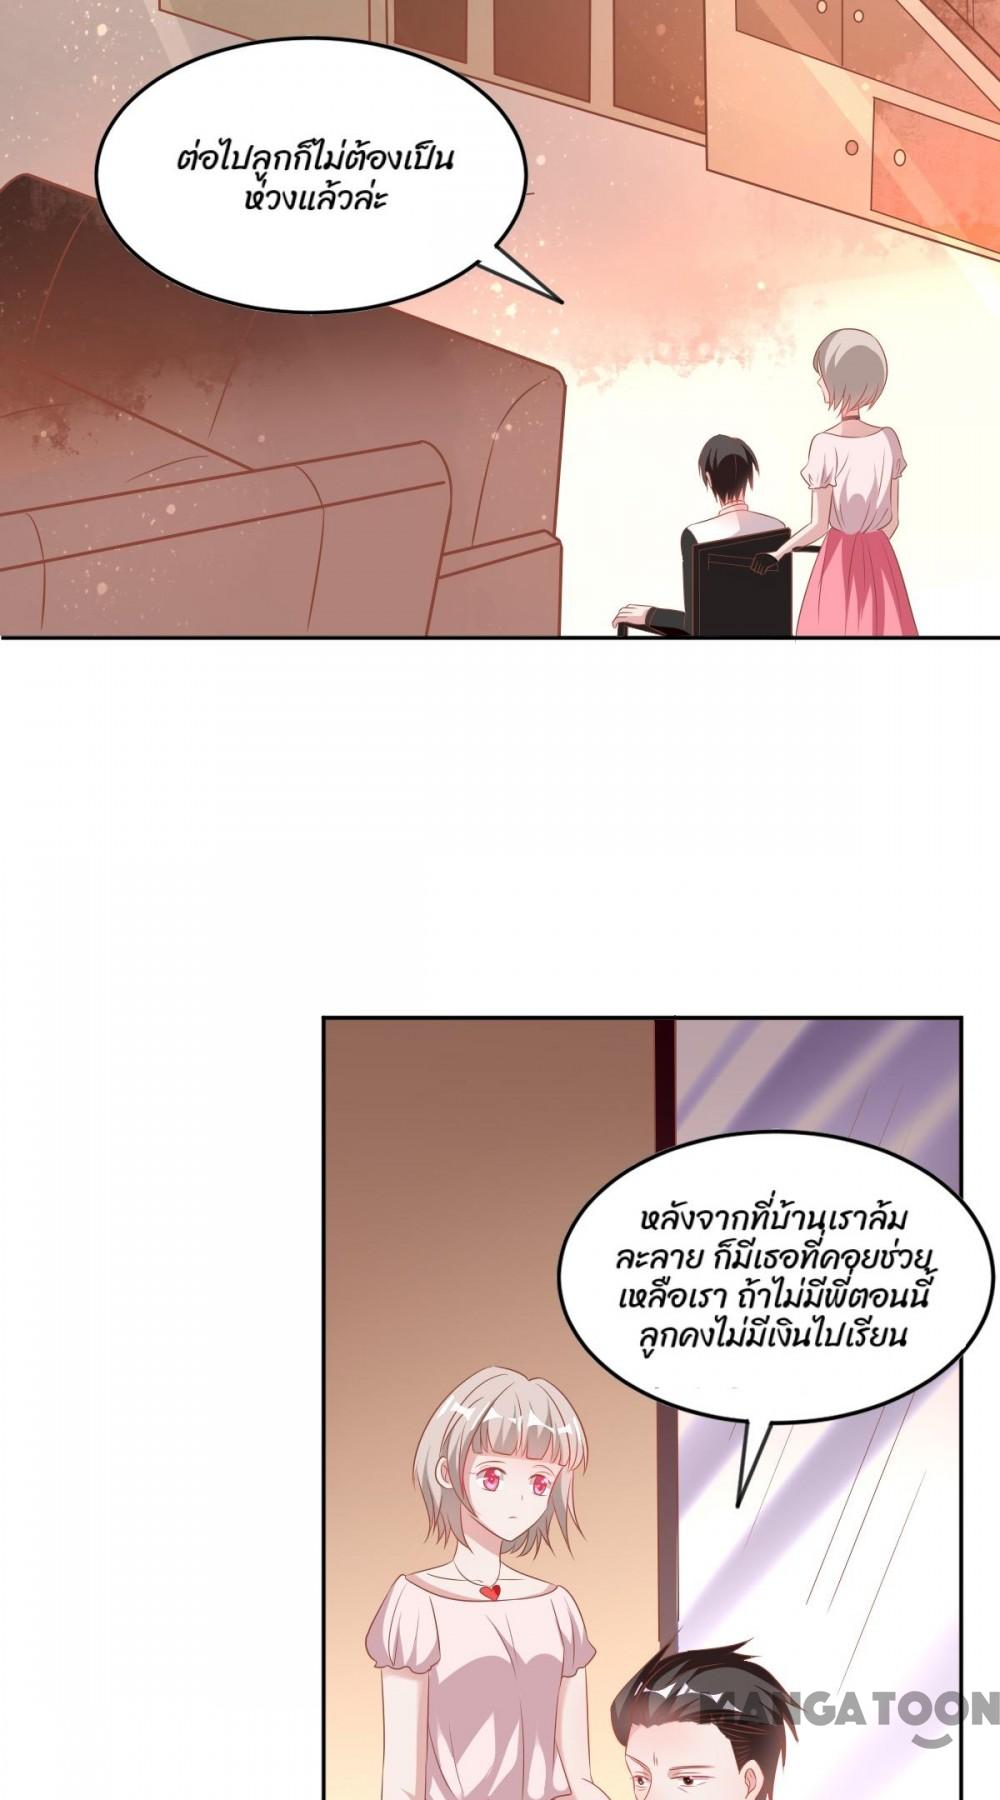 ต่อไปลูกก็ไม่ต้องเป็น
ห่วงแล้วล่ะ
หลังจากที่บ้านเราล้ม
ละลาย ก็มีเธอที่คอยช่วย
เหลือเรา ถ้าไม่มีพี่ตอนนี้
ลูกคงไม่มีเงินไปเรียน
MANGATOON